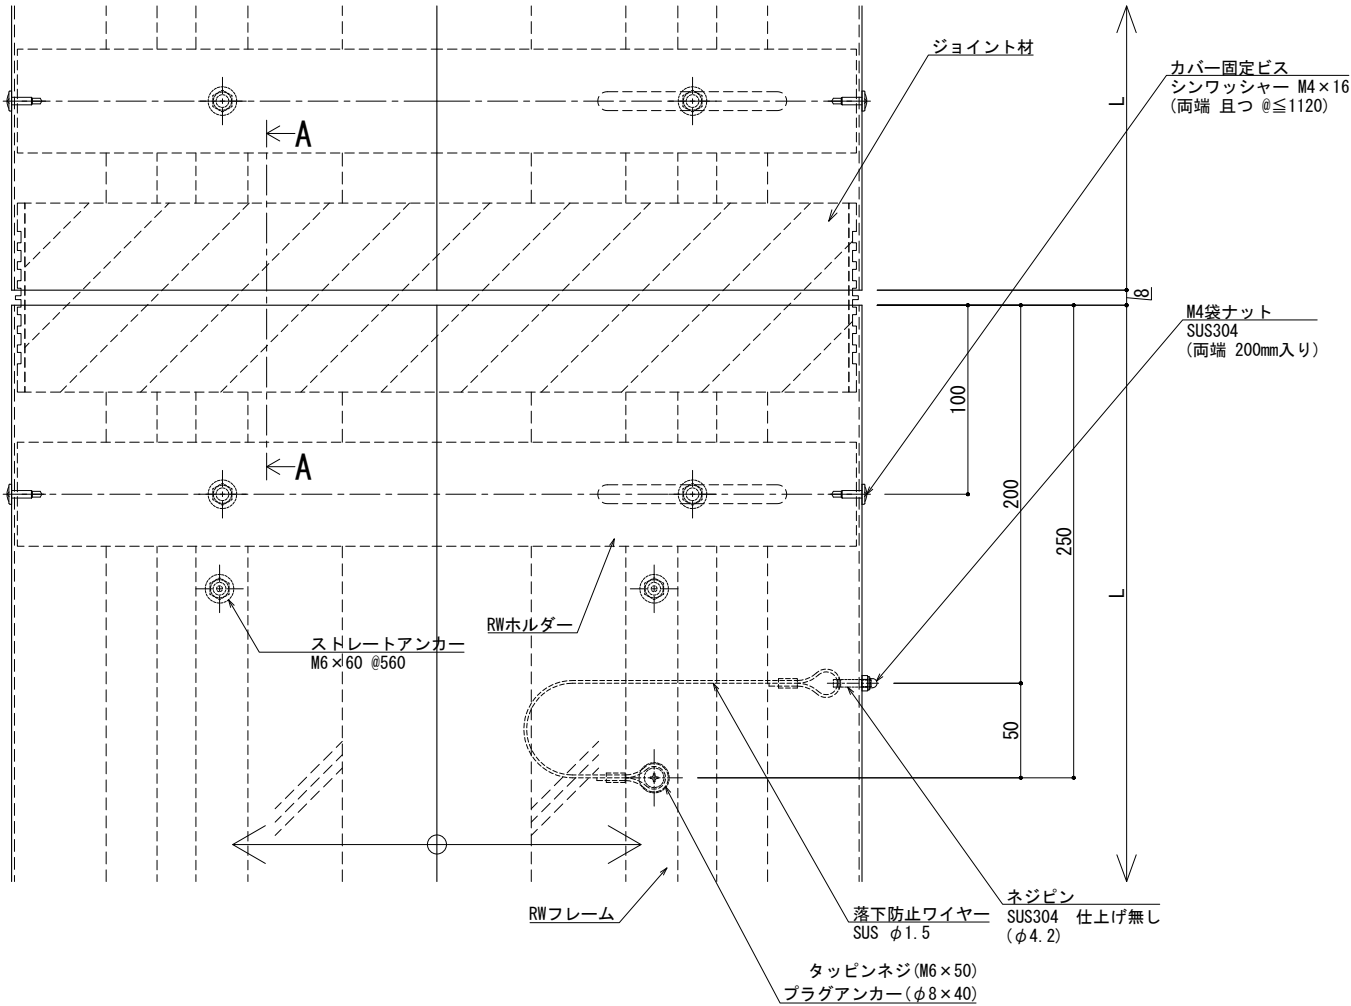 ジョイント材
カバー固定ビス
シンワッシャー M4×16
(両端 且つ @≦1120)
L
A
8
M4袋ナット
SUS304
(両端 200mm入り)
100
A
200
250
L
RWホルダー
ストレートアンカー
M6×60 @560
50
RWフレーム
落下防止ワイヤー
SUS φ1.5
ネジピン
SUS304 仕上げ無し
(φ4.2)
タッピンネジ(M6×50)
プラグアンカー(φ8×40)